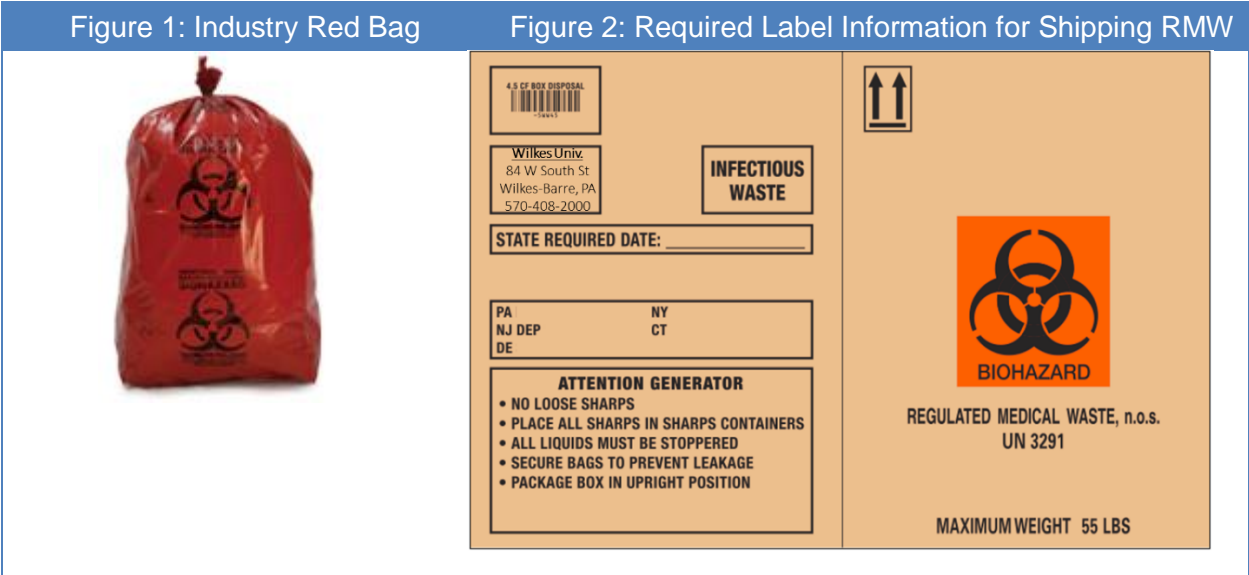 Figure 1: Industry Red Bag
Figure 2: Required Label Information for Shipping RMW
BIOHAZARD
4.5 CF BOX DISPOSAL
Wilkes Univ.
84 W South St
Wilkes-Barre, PA
570-408-2000
INFECTIOUS
WASTE
STATE REQUIRED DATE:
PA NY
NJ DEP CT
DE
ATTENTION GENERATOR
• NO LOOSE SHARPS
• PLACE ALL SHARPS IN SHARPS CONTAINERS
• ALL LIQUIDS MUST BE STOPPERED
• SECURE BAGS TO PREVENT LEAKAGE
• PACKAGE BOX IN UPRIGHT POSITION
BIOHAZARD
REGULATED MEDICAL WASTE, n.o.s.
UN 3291
MAXIMUM WEIGHT 55 LBS